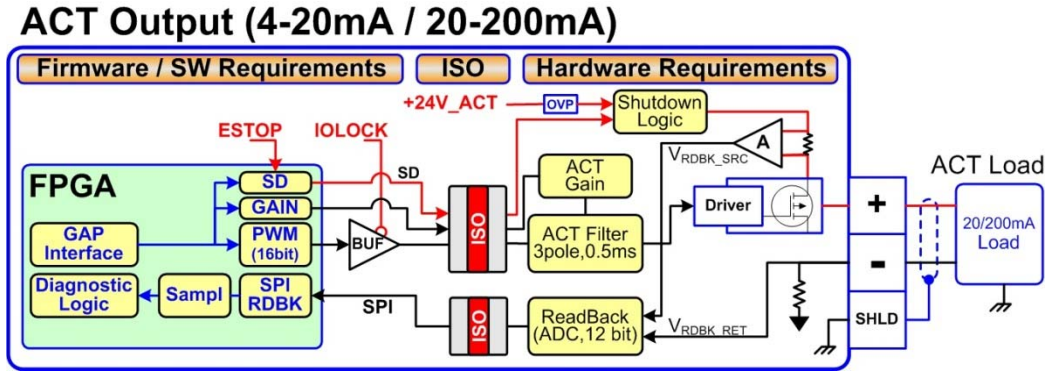 ACT Output (4-20mA / 20-200mA)
Firmware / SW Requirements
ISO
Hardware Requirements
+24V_ACT
OVP
Shutdown
Logic
ESTOP
IOLOCK
A
VRDBK_SRC
ACT Load
FPGA
SD
SD
ACT
Gain
GAIN
ISO
Driver
+
20/200mA
Load
GAP
Interface
PWM
(16bit)
BUF
ACT Filter
3pole,0.5ms
-
Diagnostic
Logic
Sampl
SPI
RDBK
SPI
ISO
ReadBack
(ADC,12 bit)
VRDBK_RET
SHLD